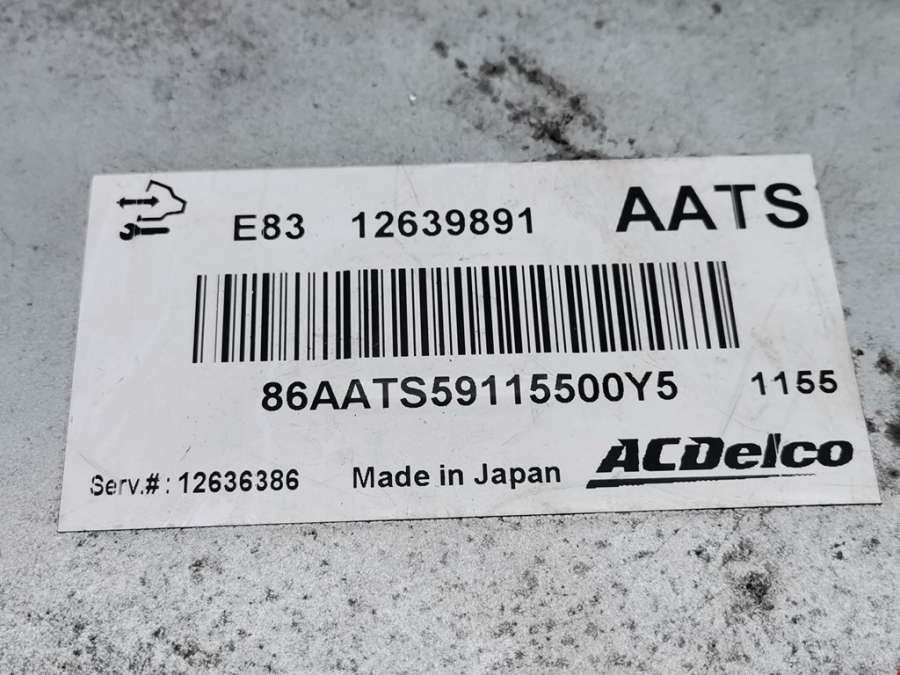 E83 12639891 AATS
86AATS59115500Y5 1155
Serv.#: 12636386 Made in Japan ACDelco